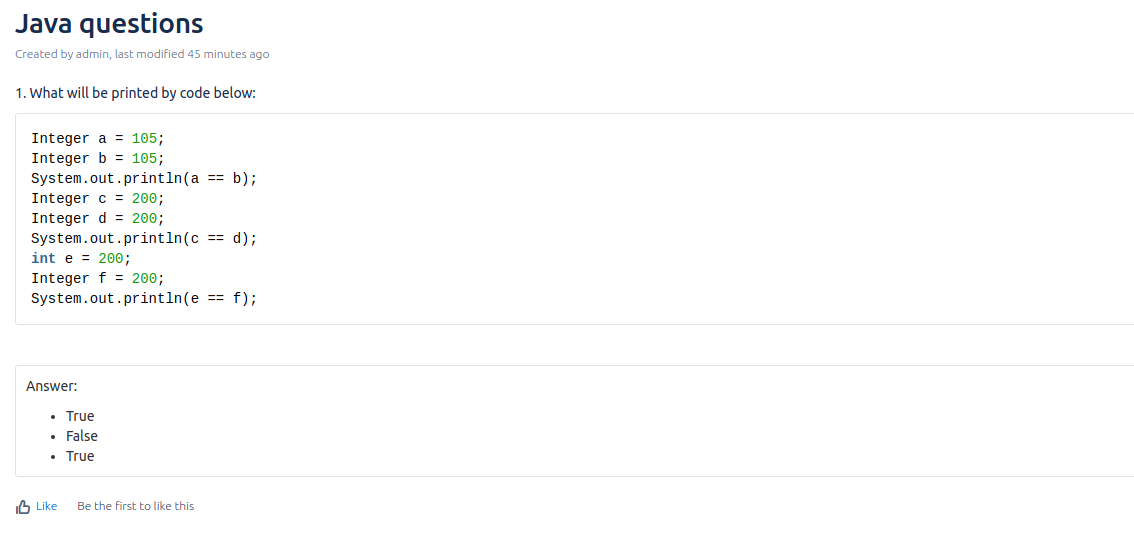 Java questions
Created by admin, last modified 45 minutes ago
1. What will be printed by code below:
Integer a = 105;
Integer b = 105;
System.out.println(a == b);
Integer c = 200;
Integer d = 200;
System.out.println(c == d);
int e = 200;
Integer f = 200;
System.out.println(e == f);
Answer:
• True
• False
• True
Like Be the first to like this